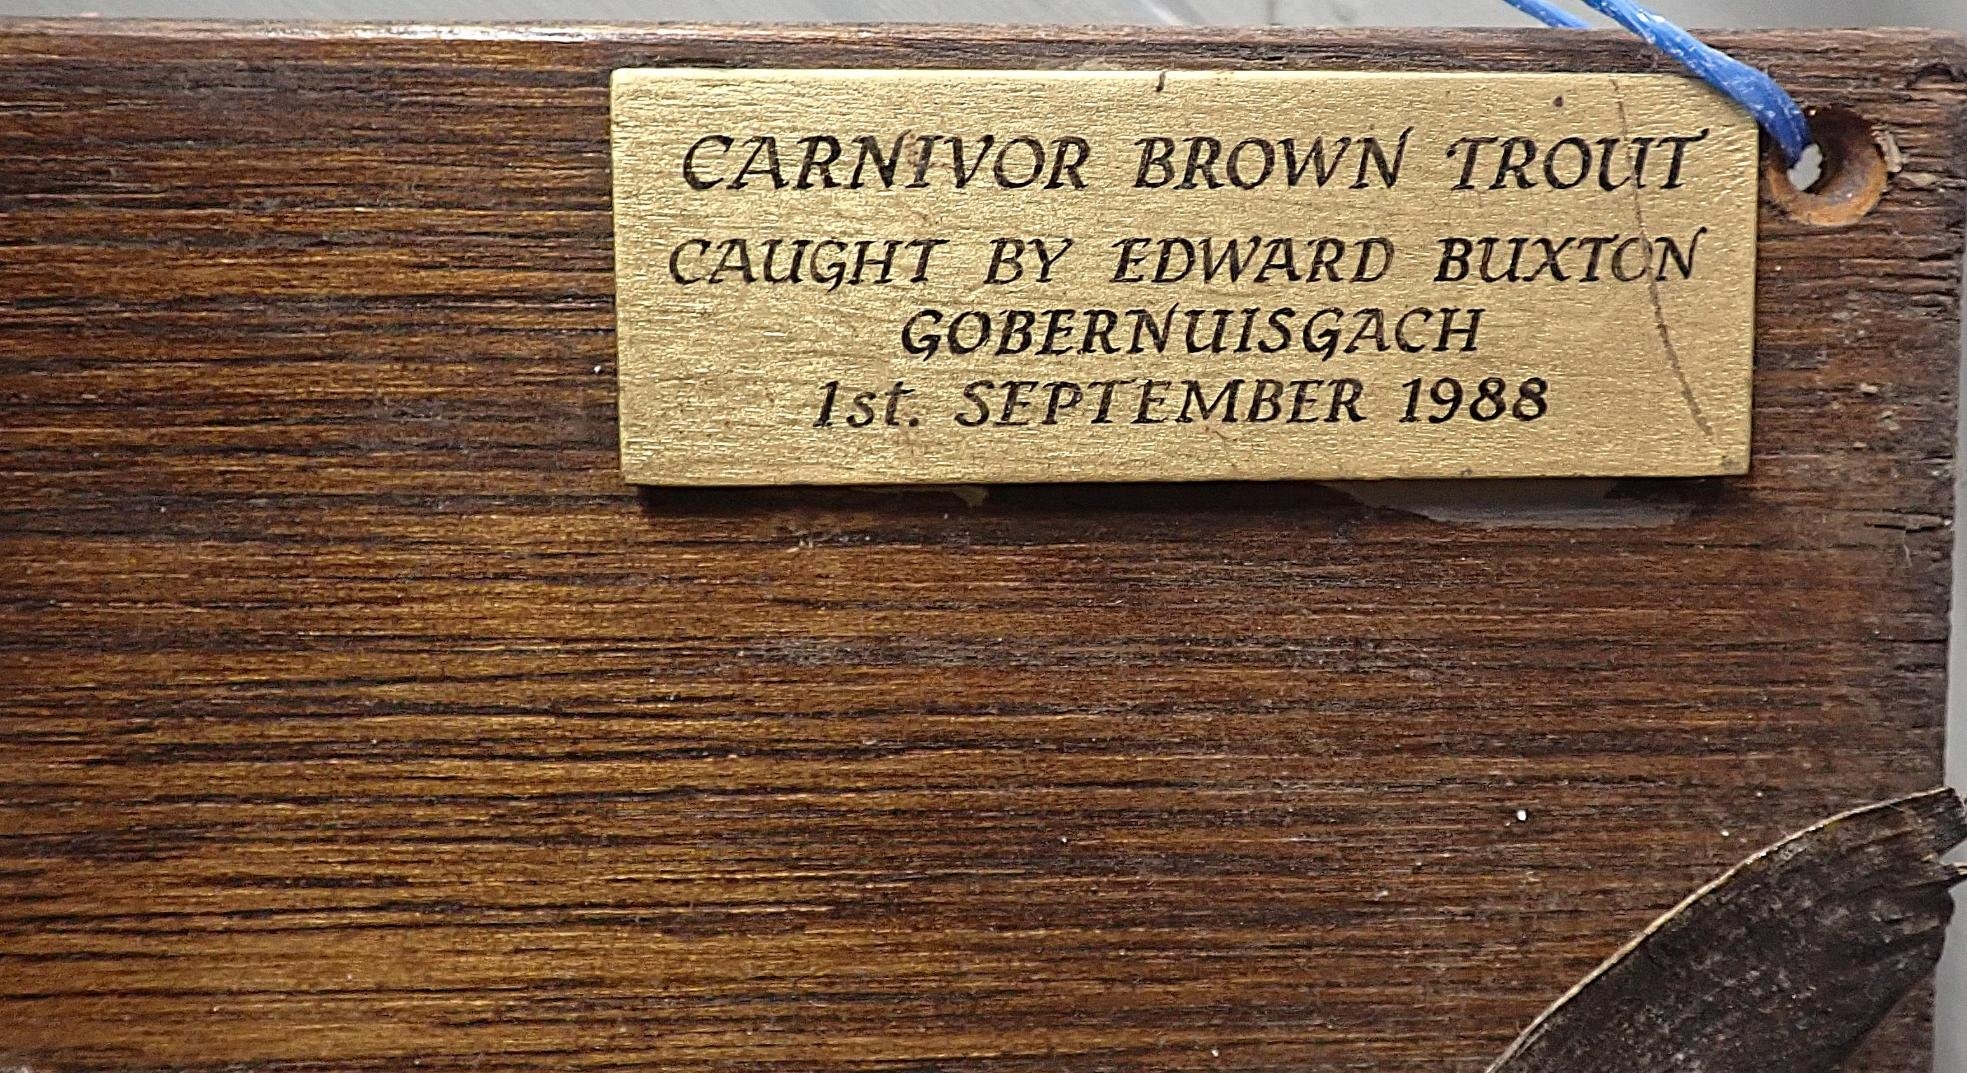 CARNIVOR BROWN TROUT
CAUGHT BY EDWARD BUXTON
GOBERNUISGACH
1st. SEPTEMBER 1988